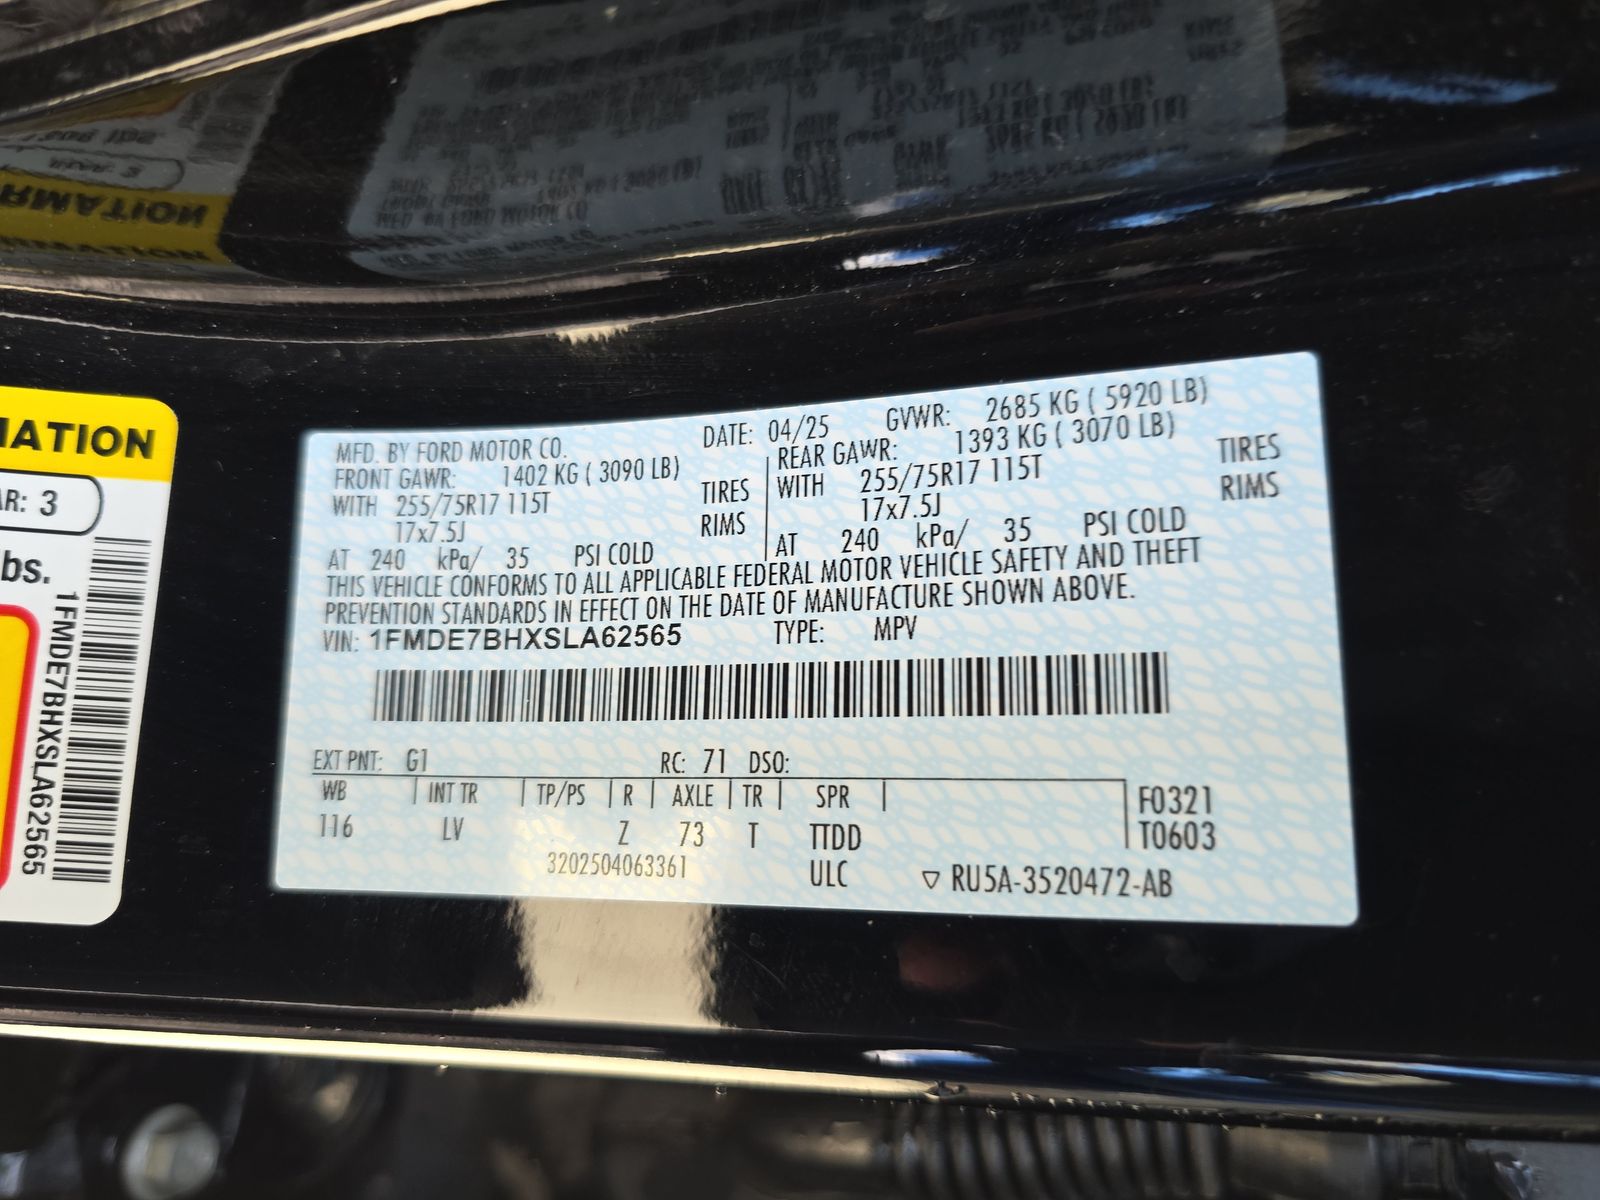 MATION
AR: 3
bs.
1FMDE7BHXSLA62565
MFD. BY FORD MOTOR CO. DATE: 04/25 GVWR: 2685 KG ( 5920 LB)
FRONT GAWR: 1402 KG ( 3090 LB) REAR GAWR: 1393 KG ( 3070 LB)
WITH 255/75R17 115T TIRES WITH 255/75R17 115T TIRES
17x7.5J RIMS 17x7.5J RIMS
AT 240 kPa/ 35 PSI COLD AT 240 kPa/ 35 PSI COLD
THIS VEHICLE CONFORMS TO ALL APPLICABLE FEDERAL MOTOR VEHICLE SAFETY AND THEFT
PREVENTION STANDARDS IN EFFECT ON THE DATE OF MANUFACTURE SHOWN ABOVE.
VIN: 1FMDE7BHXSLA62565 TYPE: MPV
EXT PNT: G1 RC: 71 DSO:
WB INT TR TP/PS R AXLE TR SPR F0321
116 LV Z 73 T TTDD T0603
3202504063361 ULC ▽ RU5A-3520472-AB